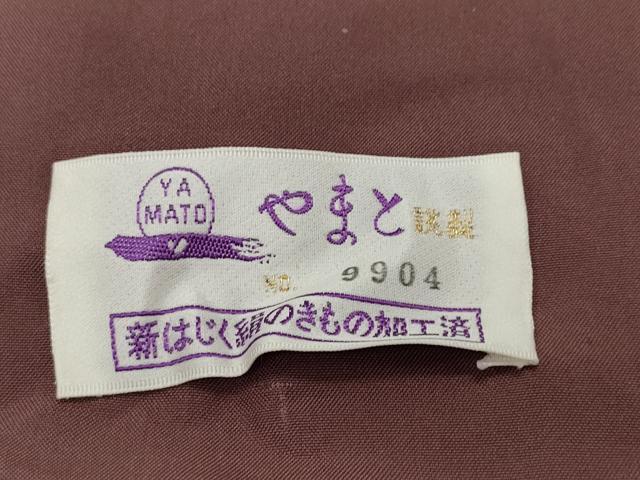 YA
MATO
やまと謹製
NO. 9904
新はじく絹のきもの加工済